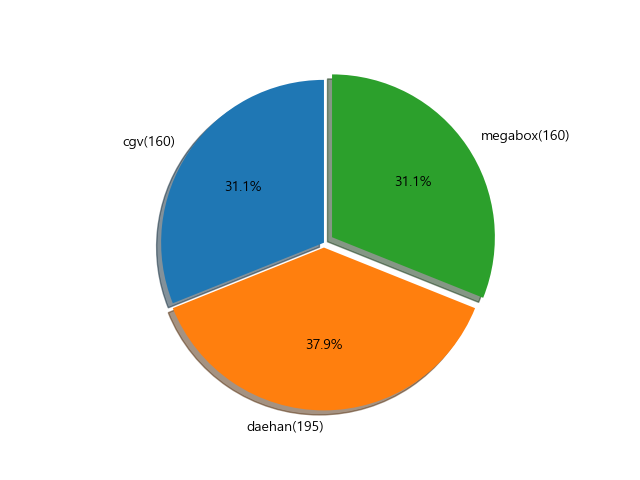 cgv(160)
megabox(160)
31.1%
31.1%
37.9%
daehan(195)